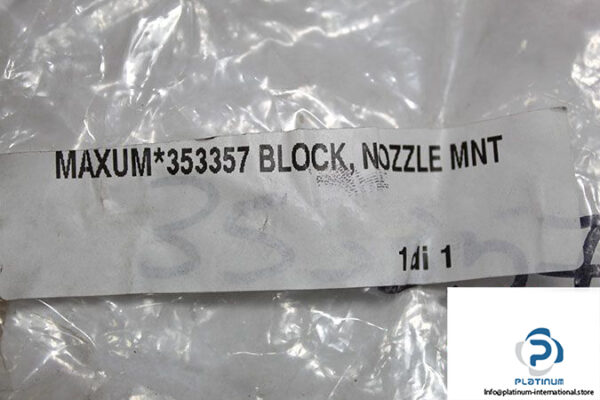 MAXUM*353357 BLOCK, NOZZLE MNT
1di 1
PLATINUM
Info@platinum-international.store